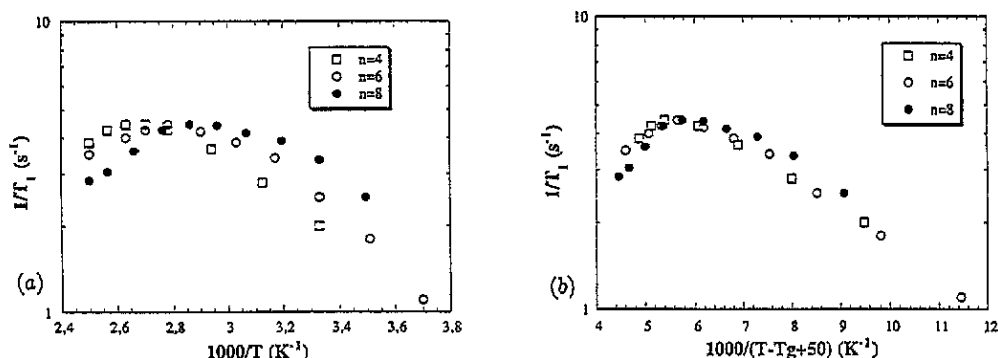 10
1/T₁ (s⁻¹)
1
(a)
n=4
n=6
n=8
2,4 2,6 2,8 3 3,2 3,4 3,6 3,8
1000/T (K⁻¹)
10
1/T₁ (s⁻¹)
1
(b)
n=4
n=6
n=8
4 5 6 7 8 9 10 11 12
1000/(T-Tg+50) (K⁻¹)